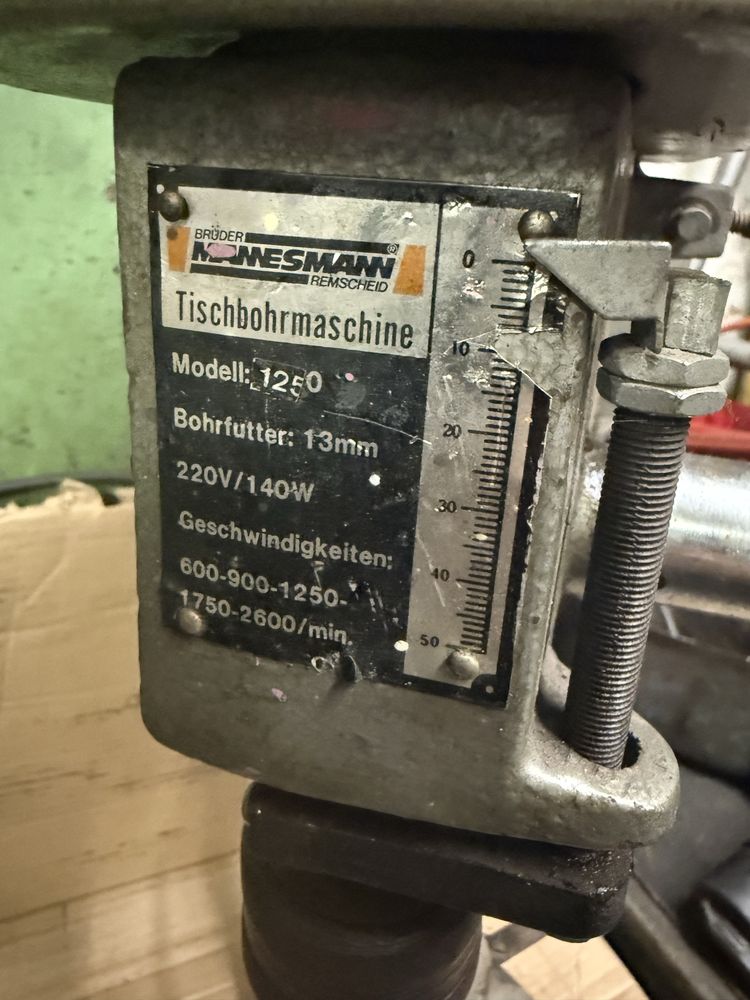 BRÜDER
MANNESMANN®
REMSCHEID
Tischbohrmaschine
Modell: 1250
Bohrfutter: 13mm
220V/140W
Geschwindigkeiten:
600-900-1250-
1750-2600/min.
0
10
20
30
40
50